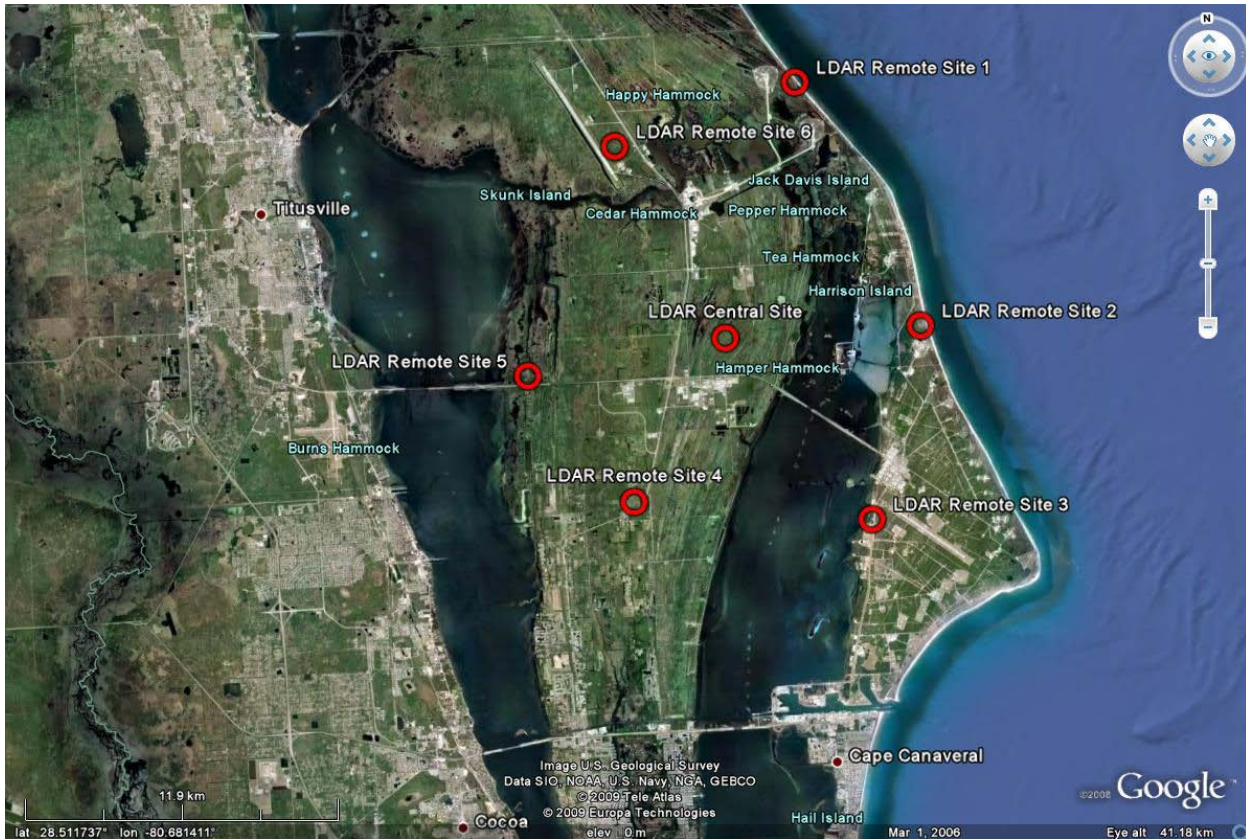 N
LDAR Remote Site 1
Happy Hammock
LDAR Remote Site 6
Jack Davis Island
Skunk Island
Cedar Hammock
Pepper Hammock
Titusville
Tea Hammock
Harrison Island
LDAR Central Site
LDAR Remote Site 2
LDAR Remote Site 5
Hamper Hammock
Burns Hammock
LDAR Remote Site 4
LDAR Remote Site 3
Cape Canaveral
Image U.S. Geological Survey
Data SIO, NOAA, U.S. Navy, NGA, GEBCO
© 2009 Tele Atlas
© 2009 Europa Technologies
11.9 km
©2008 Google™
Cocoa
Hail Island
lat 28.511737° lon -80.681411° elev 0 m Mar 1, 2006 Eye alt 41.18 km